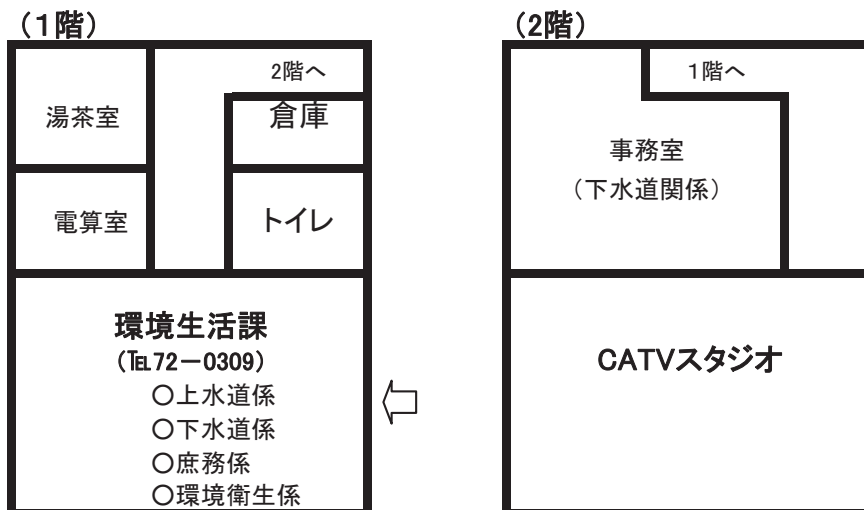 （１階）
2階へ
湯茶室
倉庫
電算室
トイレ
環境生活課
（℡72－0309）
○上水道係
○下水道係
○庶務係
○環境衛生係
（2階）
１階へ
事務室
（下水道関係）
CATVスタジオ